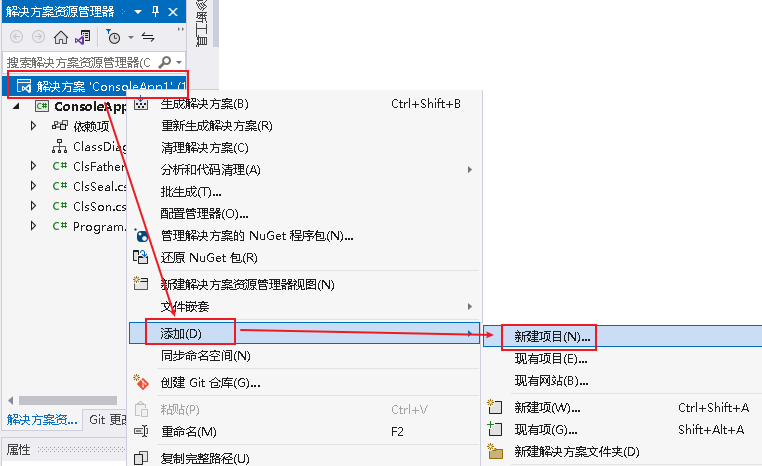 解决方案资源管理器
诊断工具
搜索解决方案资源管理器(C
解决方案 'ConsoleApp1' (1
ConsoleApp
依赖项
ClassDiag
ClsFather
ClsSeal.cs
ClsSon.cs
Program.
解决方案资...
Git 更改
属性
生成解决方案(B) Ctrl+Shift+B
重新生成解决方案(R)
清理解决方案(C)
分析和代码清理(A)
批生成(T)...
配置管理器(O)...
管理解决方案的 NuGet 程序包(N)...
还原 NuGet 包(R)
新建解决方案资源管理器视图(N)
文件嵌套
添加(D)
同步命名空间(N)
创建 Git 仓库(G)...
粘贴(P) Ctrl+V
重命名(M) F2
复制完整路径(U)
新建项目(N)...
现有项目(E)...
现有网站(B)...
新建项(W)... Ctrl+Shift+A
现有项(G)... Shift+Alt+A
新建解决方案文件夹(D)